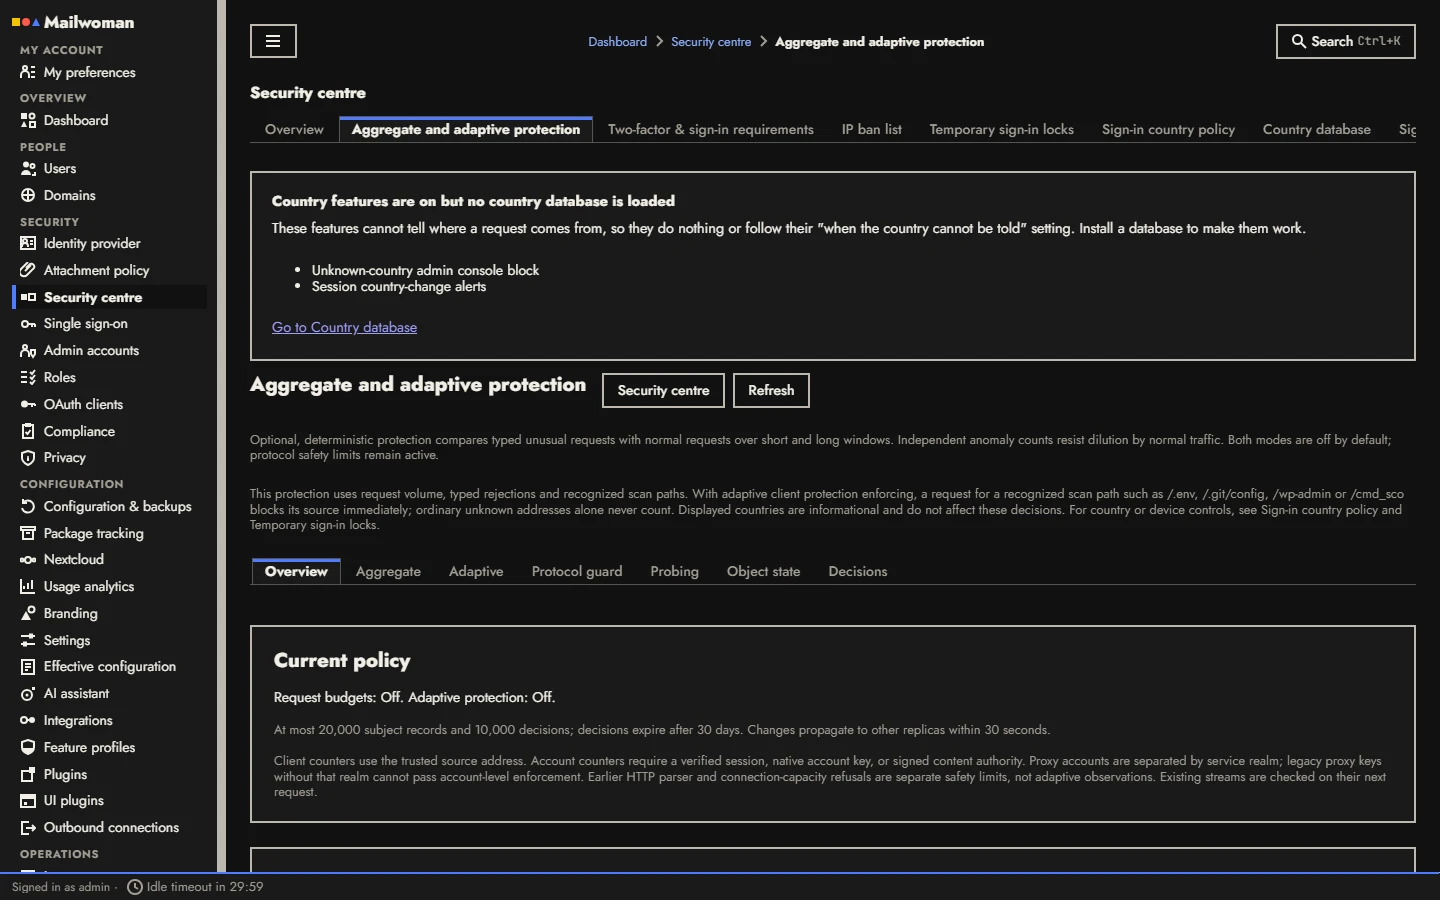 Mailwoman
MY ACCOUNT
My preferences
OVERVIEW
Dashboard
PEOPLE
Users
Domains
SECURITY
Identity provider
Attachment policy
Security centre
Single sign-on
Admin accounts
Roles
OAuth clients
Compliance
Privacy
CONFIGURATION
Configuration & backups
Package tracking
Nextcloud
Usage analytics
Branding
Settings
Effective configuration
AI assistant
Integrations
Feature profiles
Plugins
UI plugins
Outbound connections
OPERATIONS
Dashboard > Security centre > Aggregate and adaptive protection
Search Ctrl+K
Security centre
Overview Aggregate and adaptive protection Two-factor & sign-in requirements IP ban list Temporary sign-in locks Sign-in country policy Country database Sig
Country features are on but no country database is loaded
These features cannot tell where a request comes from, so they do nothing or follow their "when the country cannot be told" setting. Install a database to make them work.
• Unknown-country admin console block
• Session country-change alerts
Go to Country database
Aggregate and adaptive protection Security centre Refresh
Optional, deterministic protection compares typed unusual requests with normal requests over short and long windows. Independent anomaly counts resist dilution by normal traffic. Both modes are off by default;
protocol safety limits remain active.
This protection uses request volume, typed rejections and recognized scan paths. With adaptive client protection enforcing, a request for a recognized scan path such as /.env, /.git/config, /wp-admin or /cmd_sco
blocks its source immediately; ordinary unknown addresses alone never count. Displayed countries are informational and do not affect these decisions. For country or device controls, see Sign-in country policy and
Temporary sign-in locks.
Overview Aggregate Adaptive Protocol guard Probing Object state Decisions
Current policy
Request budgets: Off. Adaptive protection: Off.
At most 20,000 subject records and 10,000 decisions; decisions expire after 30 days. Changes propagate to other replicas within 30 seconds.
Client counters use the trusted source address. Account counters require a verified session, native account key, or signed content authority. Proxy accounts are separated by service realm; legacy proxy keys
without that realm cannot pass account-level enforcement. Earlier HTTP parser and connection-capacity refusals are separate safety limits, not adaptive observations. Existing streams are checked on their next
request.
Signed in as admin · Idle timeout in 29:59